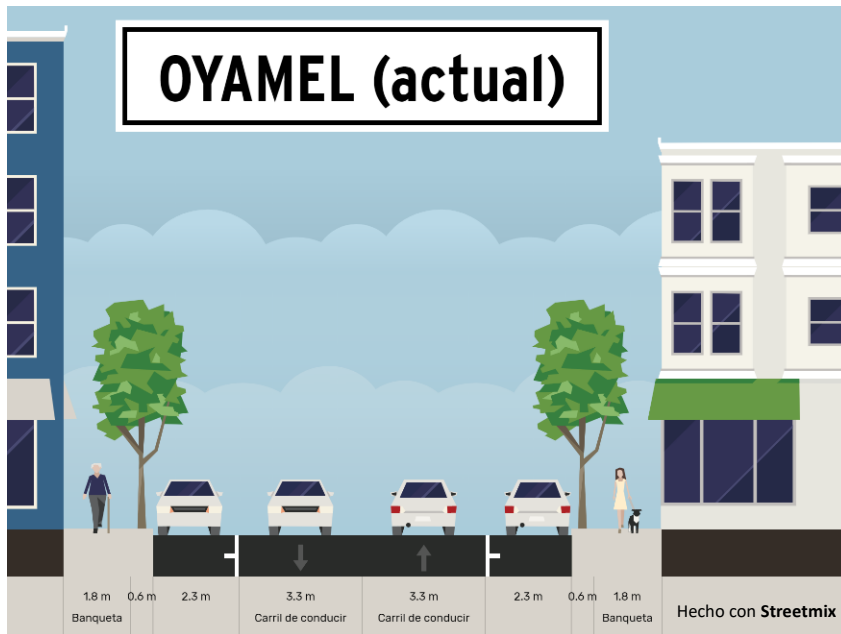 OYAMEL (actual)
1.8 m 0.6 m 2.3 m 3.3 m 3.3 m 2.3 m 0.6 m 1.8 m
Banqueta Carril de conducir Carril de conducir Banqueta
Hecho con Streetmix